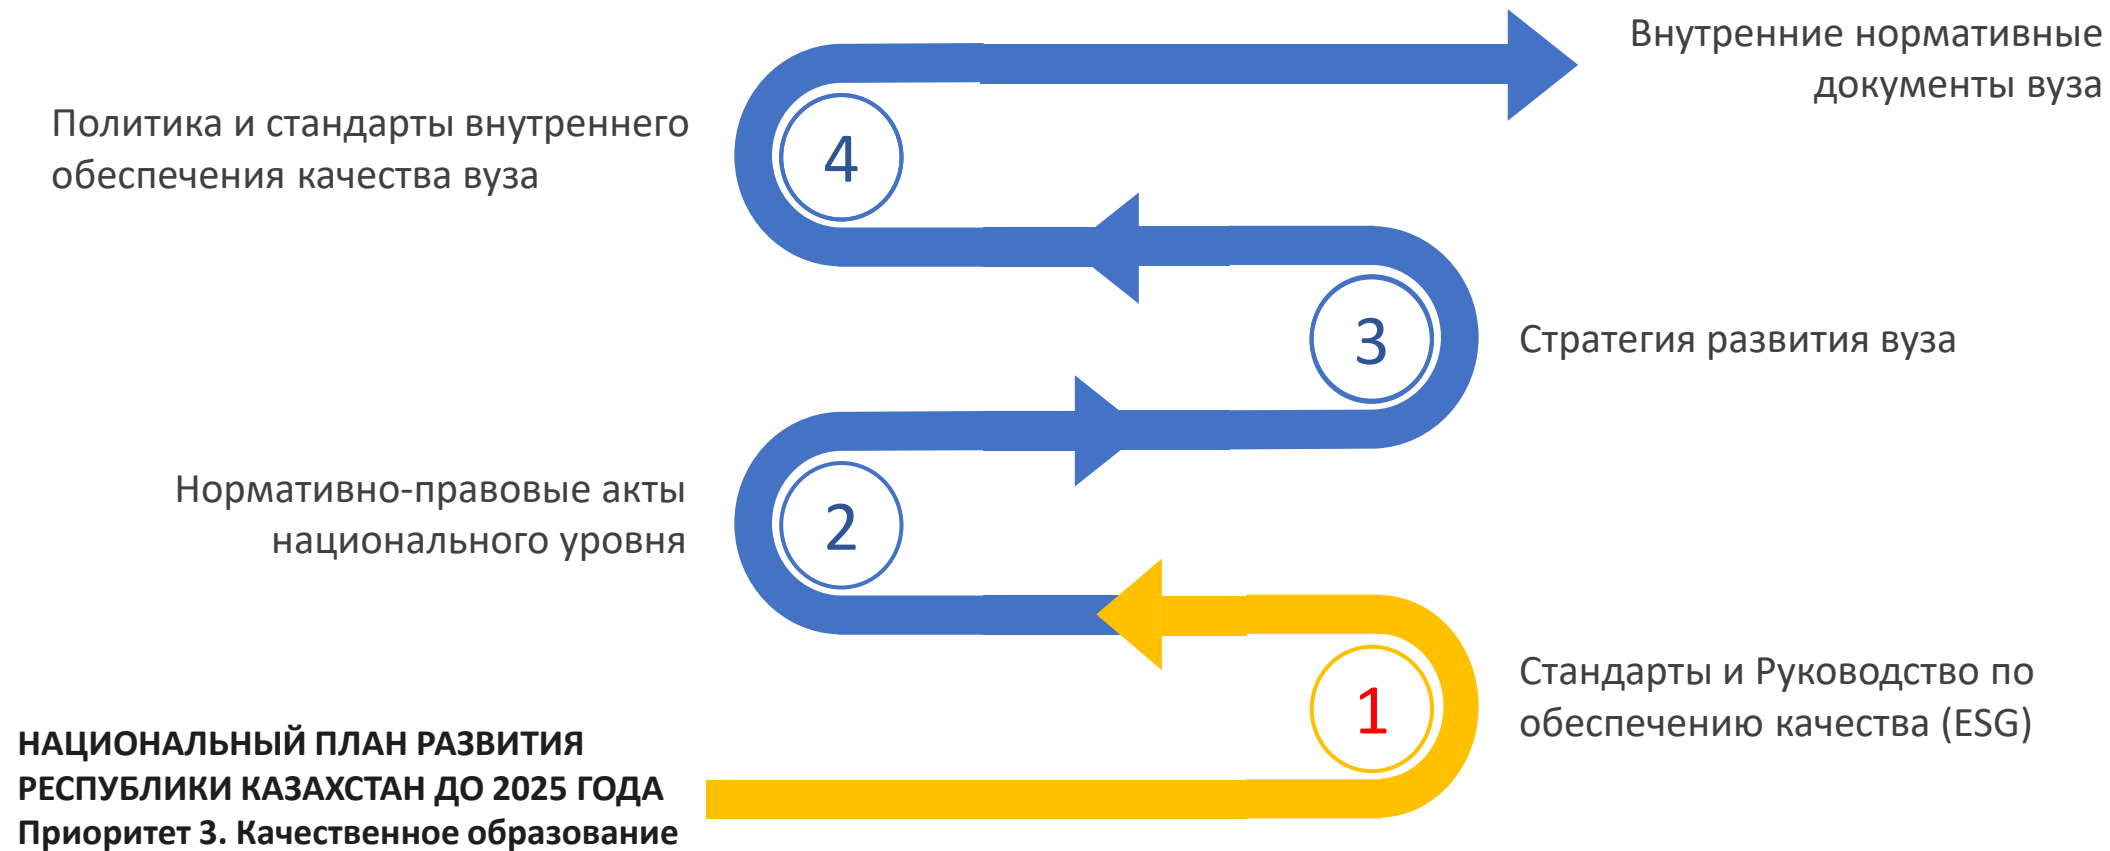 Внутренние нормативные
документы вуза
Политика и стандарты внутреннего
обеспечения качества вуза
4
3
Стратегия развития вуза
Нормативно-правовые акты
национального уровня
2
1
Стандарты и Руководство по
обеспечению качества (ESG)
НАЦИОНАЛЬНЫЙ ПЛАН РАЗВИТИЯ
РЕСПУБЛИКИ КАЗАХСТАН ДО 2025 ГОДА
Приоритет 3. Качественное образование